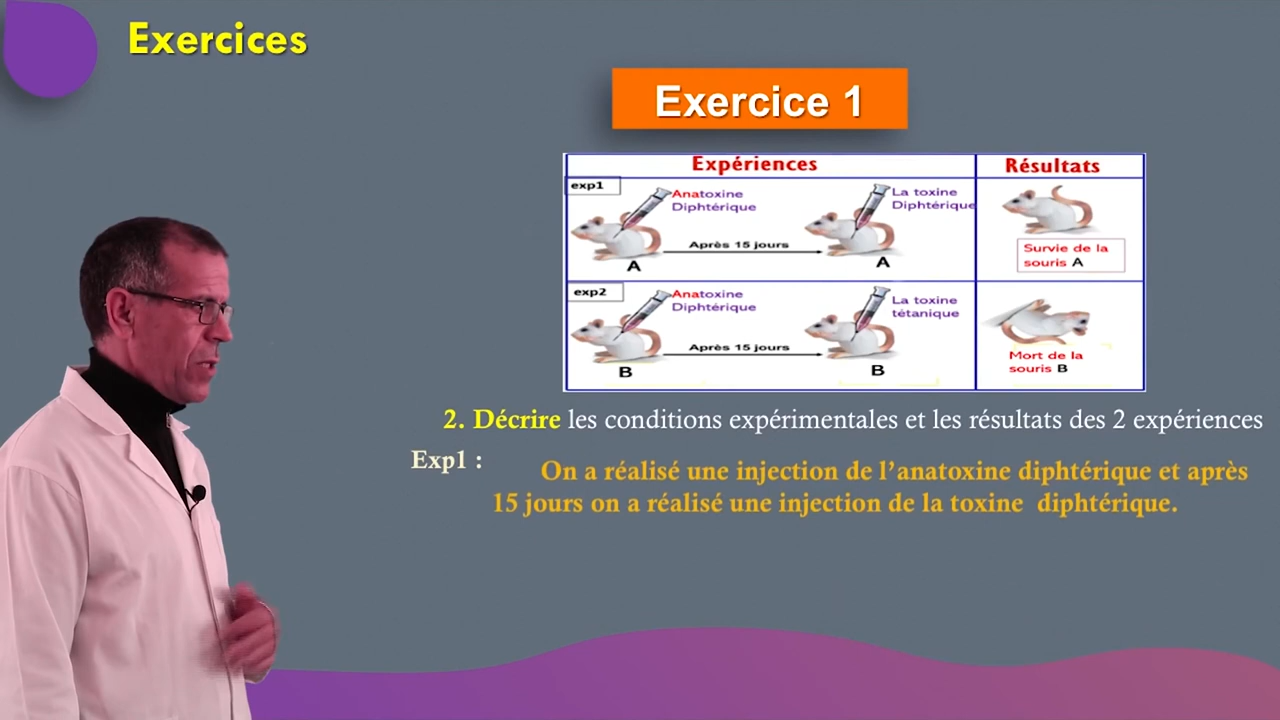 Exercices
Exercice 1
Expériences
Résultats
exp1
Anatoxine
Diphtérique
La toxine
Diphtérique
Après 15 jours
A
A
Survie de la
souris A
exp2
Anatoxine
Diphtérique
La toxine
tétanique
Après 15 jours
B
B
Mort de la
souris B
2. Décrire les conditions expérimentales et les résultats des 2 expériences
Exp1 :
On a réalisé une injection de l’anatoxine diphtérique et après
15 jours on a réalisé une injection de la toxine diphtérique.